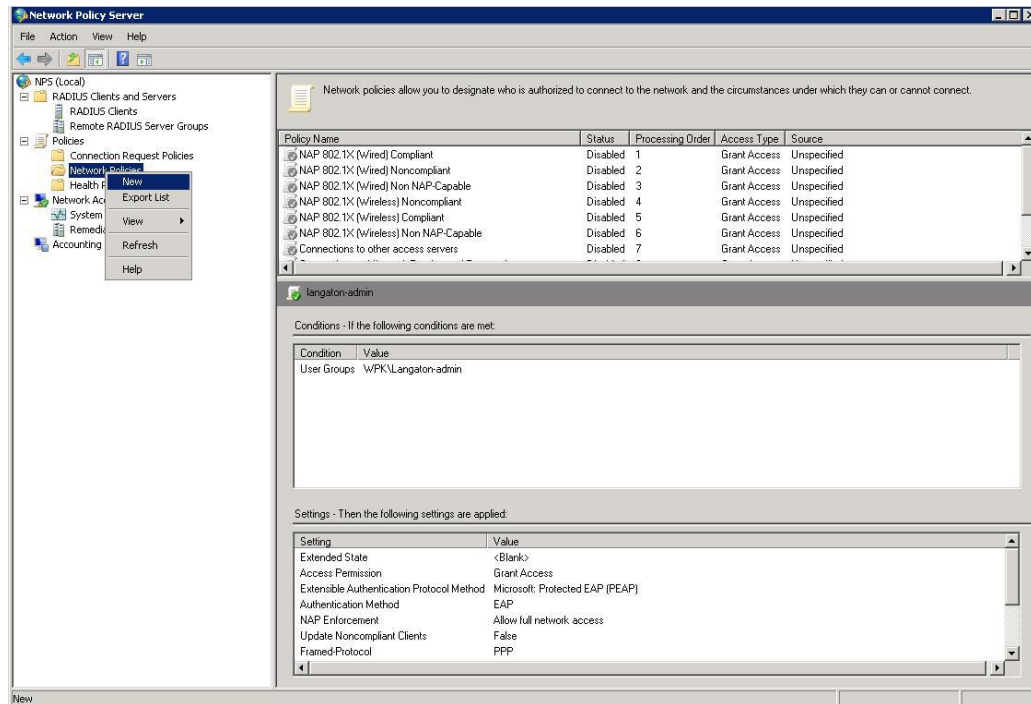 Network Policy Server
File Action View Help
NPS (Local)
RADIUS Clients and Servers
RADIUS Clients
Remote RADIUS Server Groups
Policies
Connection Request Policies
Network Policies
Health P
Network Ac
System
Remedia
Accounting
New
Export List
View
Refresh
Help
Network policies allow you to designate who is authorized to connect to the network and the circumstances under which they can or cannot connect.
Policy Name Status Processing Order Access Type Source
NAP 802.1X (Wired) Compliant Disabled 1 Grant Access Unspecified
NAP 802.1X (Wired) Noncompliant Disabled 2 Grant Access Unspecified
NAP 802.1X (Wired) Non NAP-Capable Disabled 3 Grant Access Unspecified
NAP 802.1X (Wireless) Noncompliant Disabled 4 Grant Access Unspecified
NAP 802.1X (Wireless) Compliant Disabled 5 Grant Access Unspecified
NAP 802.1X (Wireless) Non NAP-Capable Disabled 6 Grant Access Unspecified
Connections to other access servers Disabled 7 Grant Access Unspecified
langaton-admin
Conditions - If the following conditions are met:
Condition Value
User Groups WPK\Langaton-admin
Settings - Then the following settings are applied:
Setting Value
Extended State <Blank>
Access Permission Grant Access
Extensible Authentication Protocol Method Microsoft: Protected EAP (PEAP)
Authentication Method EAP
NAP Enforcement Allow full network access
Update Noncompliant Clients False
Framed-Protocol PPP
New